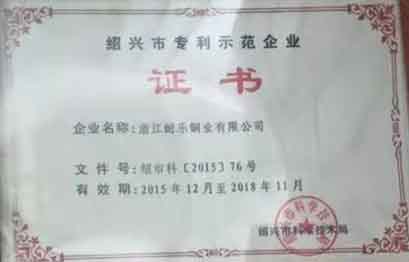 绍兴市专利示范企业
证书
企业名称：浙江耐乐铜业有限公司
文件号：绍市科〔2015〕76号
有效期：2015年12月至2018年11月
绍兴市科学技术局